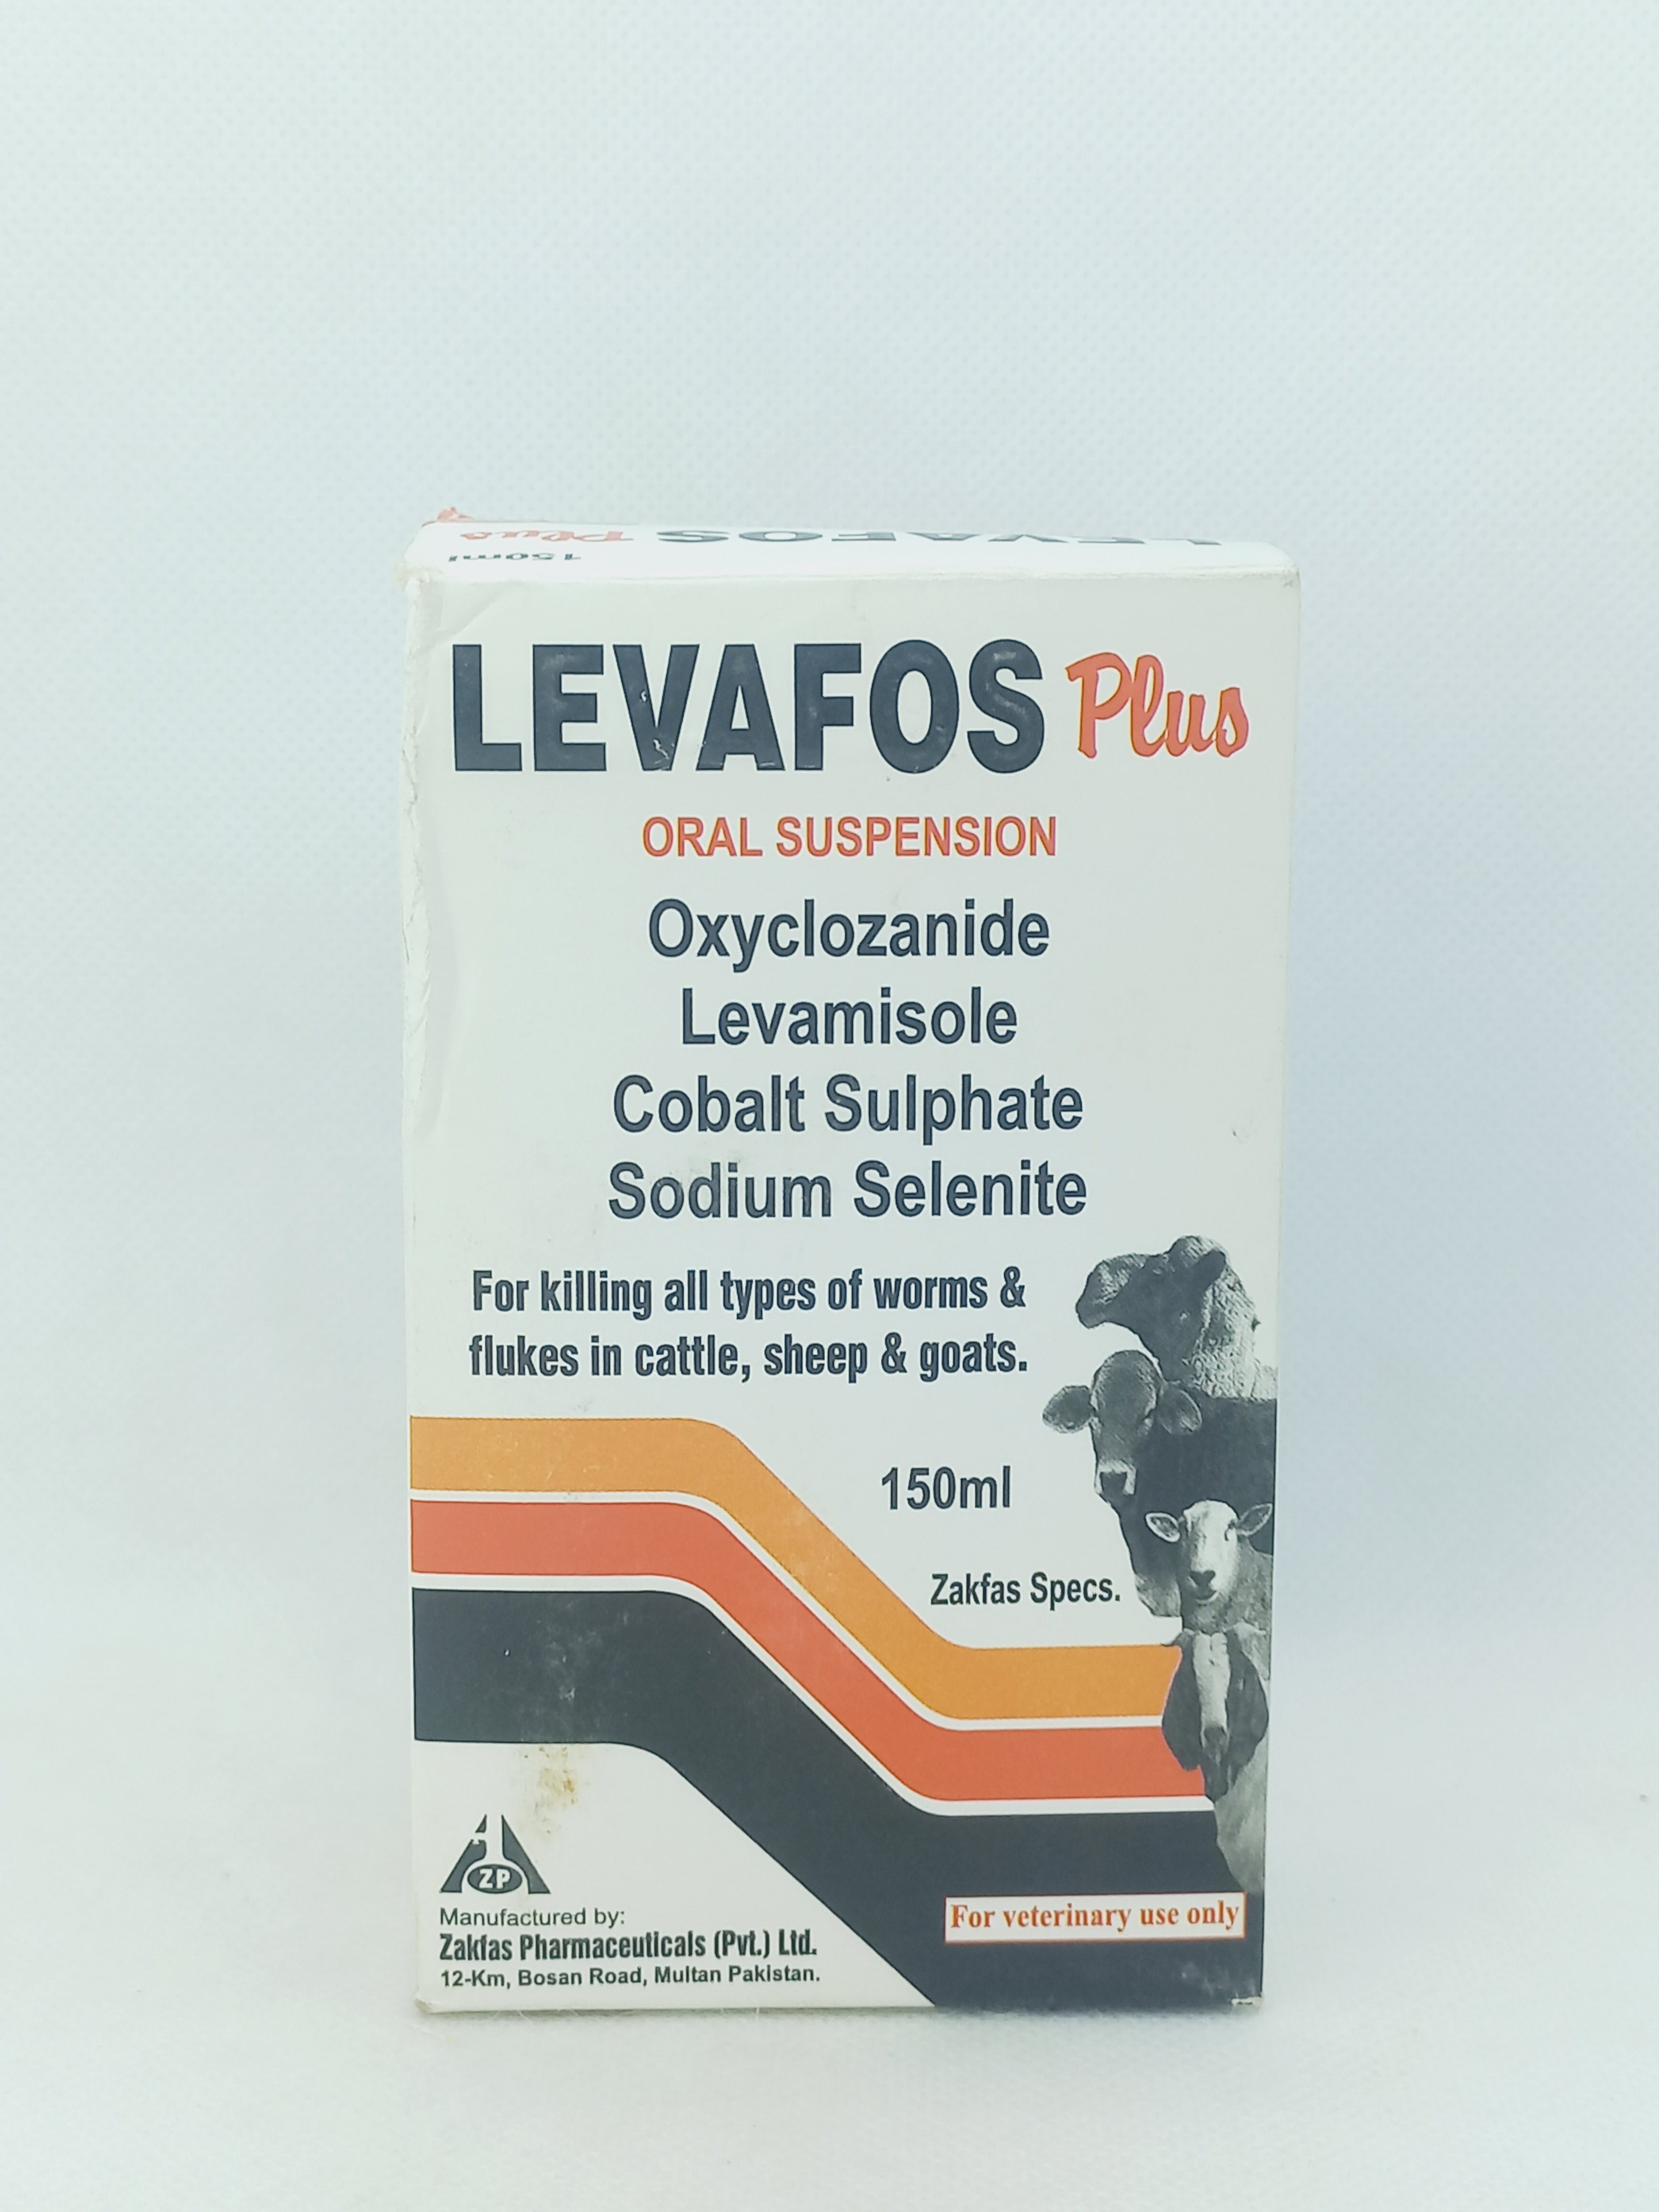 LEVAFOS Plus
150ml
LEVAFOS Plus
ORAL SUSPENSION
Oxyclozanide
Levamisole
Cobalt Sulphate
Sodium Selenite
For killing all types of worms &
flukes in cattle, sheep & goats.
150ml
Zakfas Specs.
ZP
Manufactured by:
Zakfas Pharmaceuticals (Pvt.) Ltd.
12-Km, Bosan Road, Multan Pakistan.
For veterinary use only